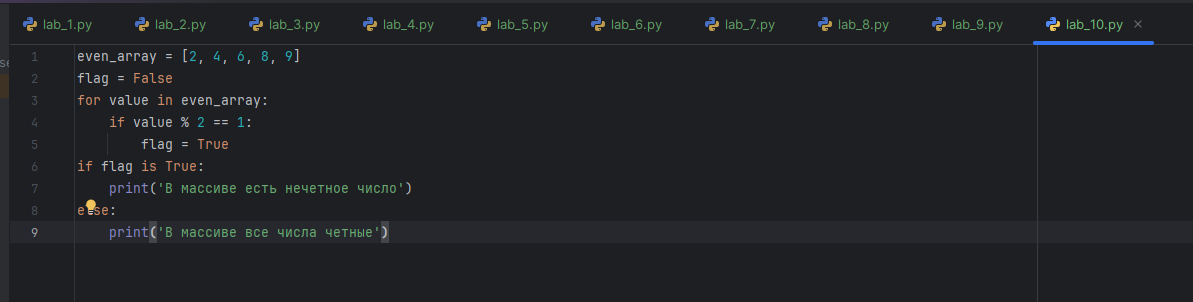 lab_1.py lab_2.py lab_3.py lab_4.py lab_5.py lab_6.py lab_7.py lab_8.py lab_9.py lab_10.py ×
se
1 even_array = [2, 4, 6, 8, 9]
2 flag = False
3 for value in even_array:
4     if value % 2 == 1:
5         flag = True
6 if flag is True:
7     print('В массиве есть нечетное число')
8 else:
9     print('В массиве все числа четные')